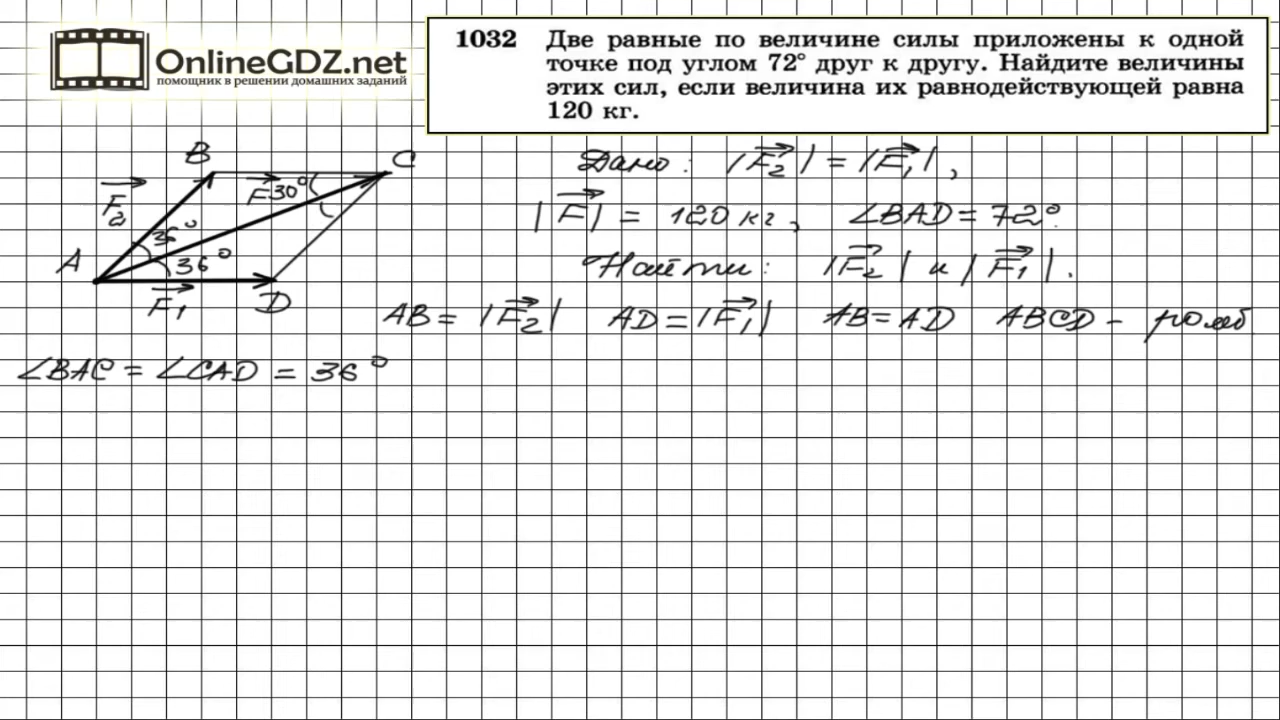 OnlineGDZ.net
помощник в решении домашних заданий
1032 Две равные по величине силы приложены к одной
точке под углом 72° друг к другу. Найдите величины
этих сил, если величина их равнодействующей равна
120 кг.
B
C
F₂
F
30°
36°
36°
A
F₁
D
Дано: |F₂| = |F₁|,
|F| = 120 кг, ∠BAD = 72°.
Найти: |F₂| и |F₁|.
AB = |F₂| AD = |F₁| AB = AD ABCD – ромб
∠BAC = ∠CAD = 36°